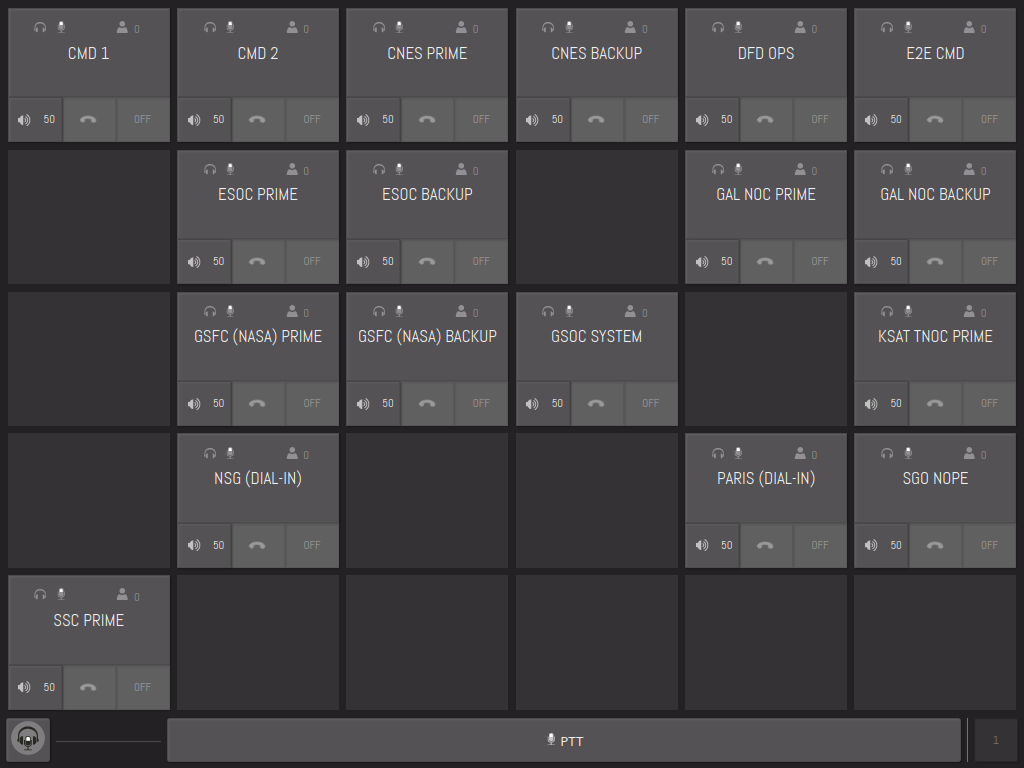 0 0 0 0 0 0
CMD 1 CMD 2 CNES PRIME CNES BACKUP DFD OPS E2E CMD
50 OFF 50 OFF 50 OFF 50 OFF 50 OFF 50 OFF
0 0 0 0
ESOC PRIME ESOC BACKUP GAL NOC PRIME GAL NOC BACKUP
50 OFF 50 OFF 50 OFF 50 OFF
0 0 0 0
GSFC (NASA) PRIME GSFC (NASA) BACKUP GSOC SYSTEM KSAT TNOC PRIME
50 OFF 50 OFF 50 OFF 50 OFF
0 0 0
NSG (DIAL-IN) PARIS (DIAL-IN) SGO NOPE
50 OFF 50 OFF 50 OFF
0
SSC PRIME
50 OFF
PTT 1